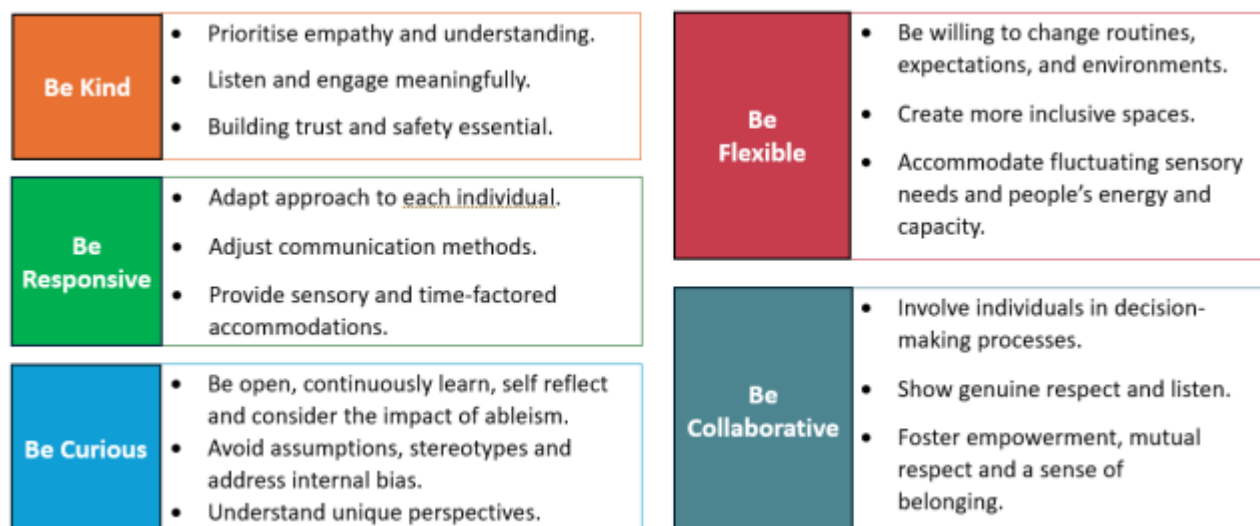 Be Kind
• Prioritise empathy and understanding.
• Listen and engage meaningfully.
• Building trust and safety essential.
Be
Responsive
• Adapt approach to each individual.
• Adjust communication methods.
• Provide sensory and time-factored
accommodations.
Be Curious
• Be open, continuously learn, self reflect
and consider the impact of ableism.
• Avoid assumptions, stereotypes and
address internal bias.
• Understand unique perspectives.
Be
Flexible
• Be willing to change routines,
expectations, and environments.
• Create more inclusive spaces.
• Accommodate fluctuating sensory
needs and people’s energy and
capacity.
Be
Collaborative
• Involve individuals in decision-
making processes.
• Show genuine respect and listen.
• Foster empowerment, mutual
respect and a sense of
belonging.